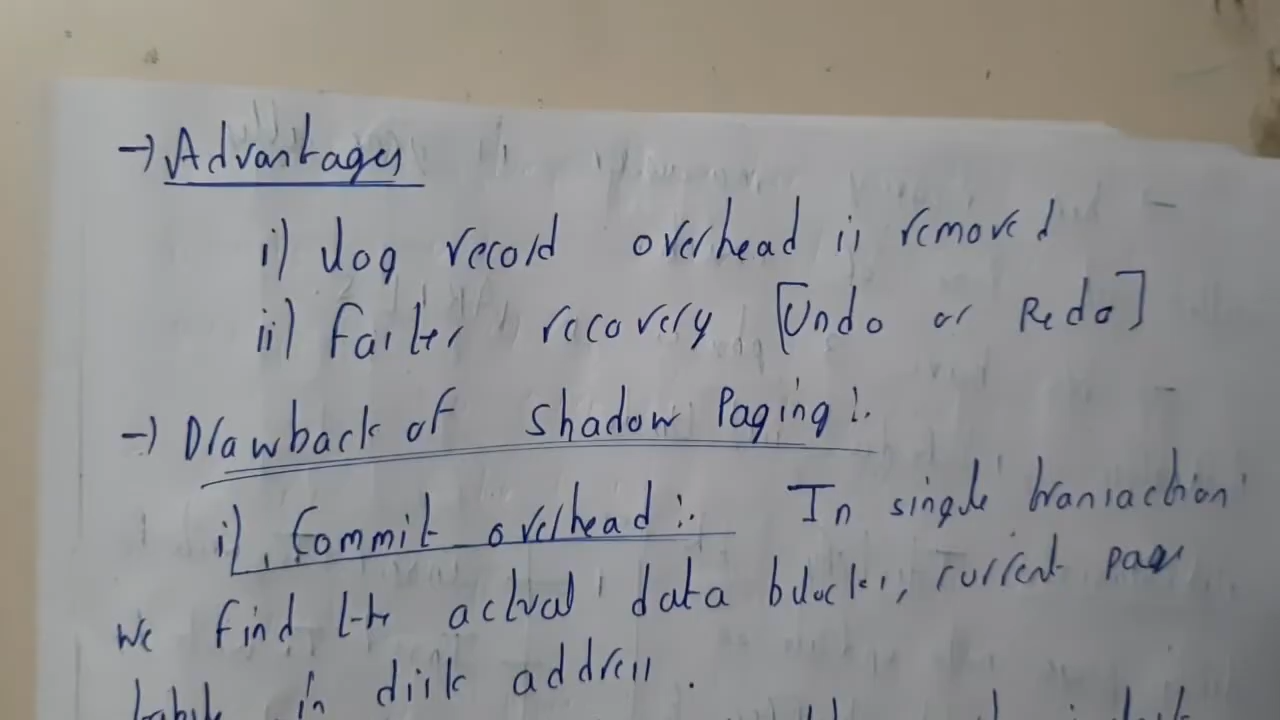 → Advantages
i) Log record overhead is removed
ii) Faster recovery [Undo or Redo]
→ Drawback of Shadow Paging :.
i) Commit overhead :. In single transaction
We find the actual data blocks, current page
table in disk address.